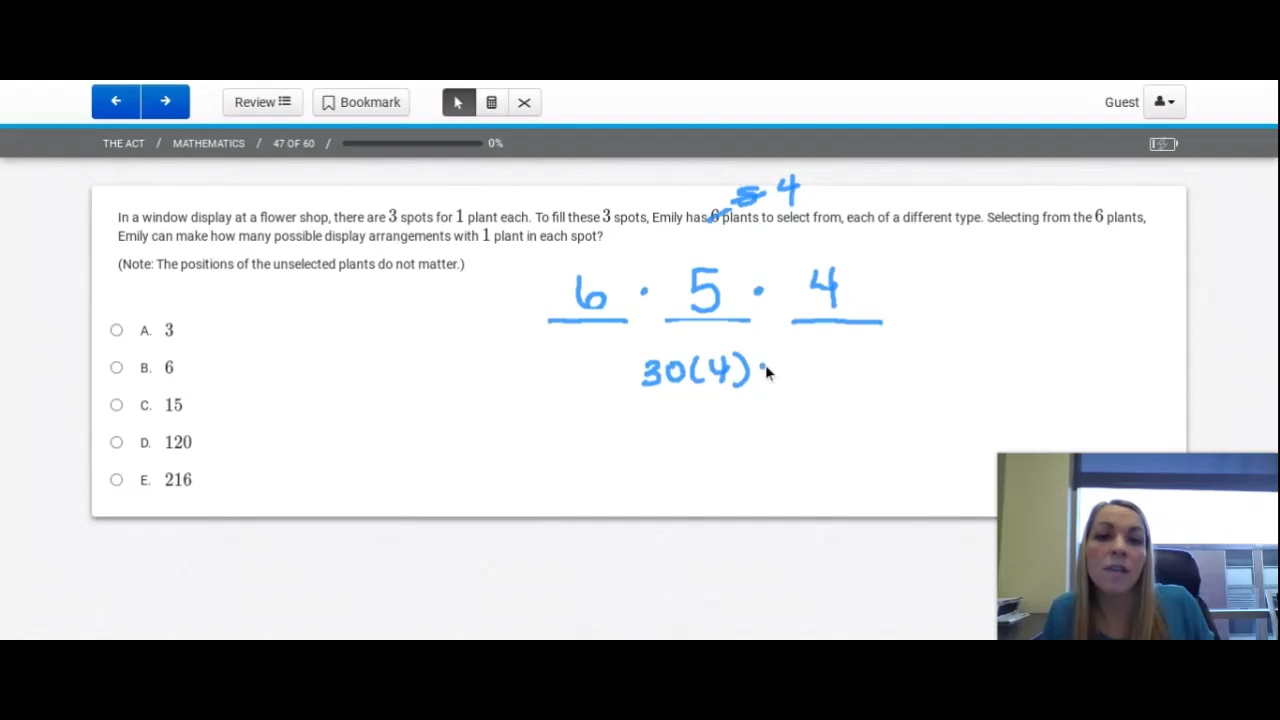 Review Bookmark Guest
THE ACT / MATHEMATICS / 47 OF 60 / 0%
5 4
In a window display at a flower shop, there are 3 spots for 1 plant each. To fill these 3 spots, Emily has 6 plants to select from, each of a different type. Selecting from the 6 plants,
Emily can make how many possible display arrangements with 1 plant in each spot?
(Note: The positions of the unselected plants do not matter.)
6 · 5 · 4
30(4)
A. 3
B. 6
C. 15
D. 120
E. 216